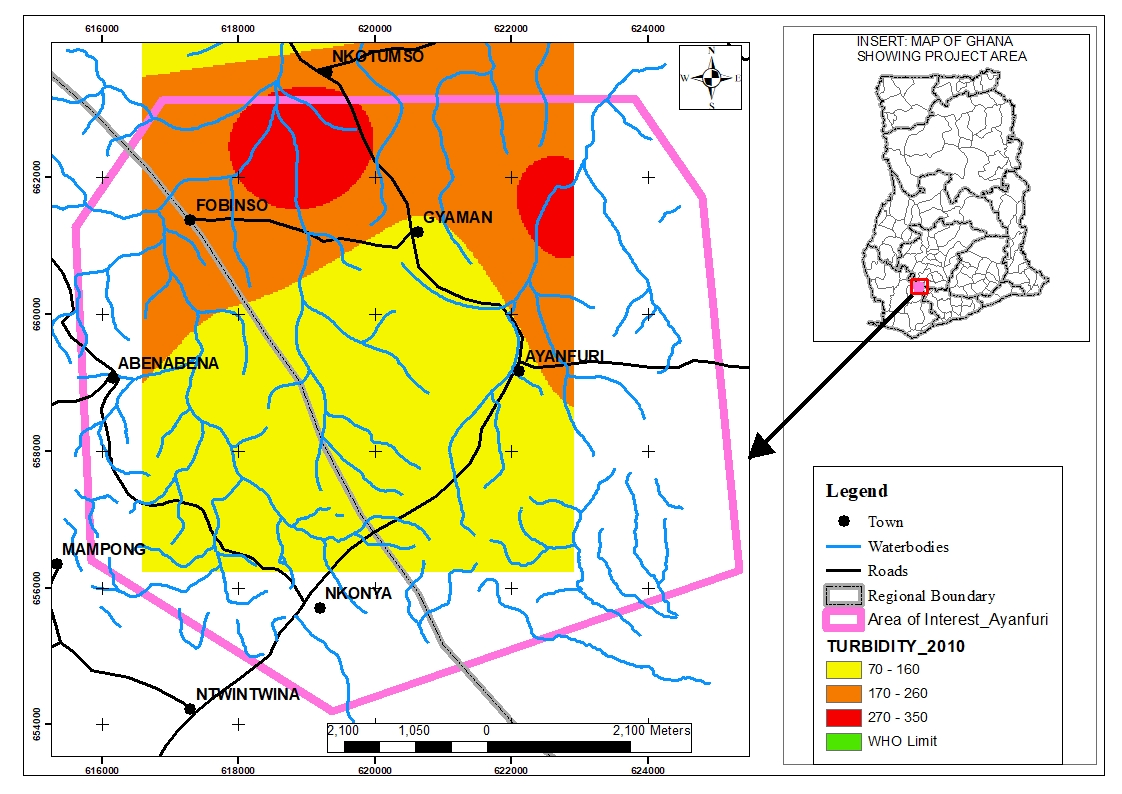 616000 618000 620000 622000 624000
INSERT: MAP OF GHANA
SHOWING PROJECT AREA
N
W E
S
NKOTUMSO
662000
FOBINSO
GYAMAN
660000
ABENABENA
AYANFURI
658000
MAMPONG
656000
NKONYA
NTWINTWINA
654000
2,100 1,050 0 2,100 Meters
616000 618000 620000 622000 624000
Legend
Town
Waterbodies
Roads
Regional Boundary
Area of Interest_Ayanfuri
TURBIDITY_2010
70 - 160
170 - 260
270 - 350
WHO Limit